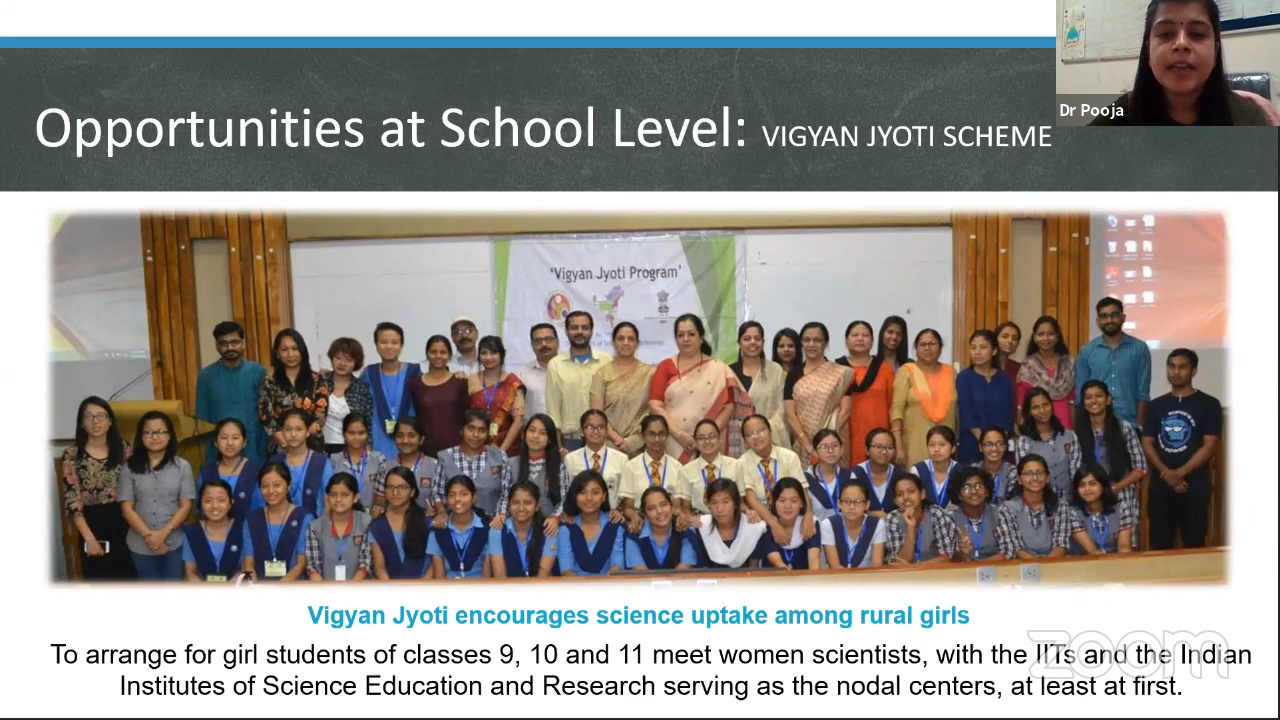 Opportunities at School Level: VIGYAN JYOTI SCHEME
Dr Pooja
'Vigyan Jyoti Program'
Vigyan Jyoti encourages science uptake among rural girls
To arrange for girl students of classes 9, 10 and 11 meet women scientists, with the IITs and the Indian
Institutes of Science Education and Research serving as the nodal centers, at least at first.
zoom